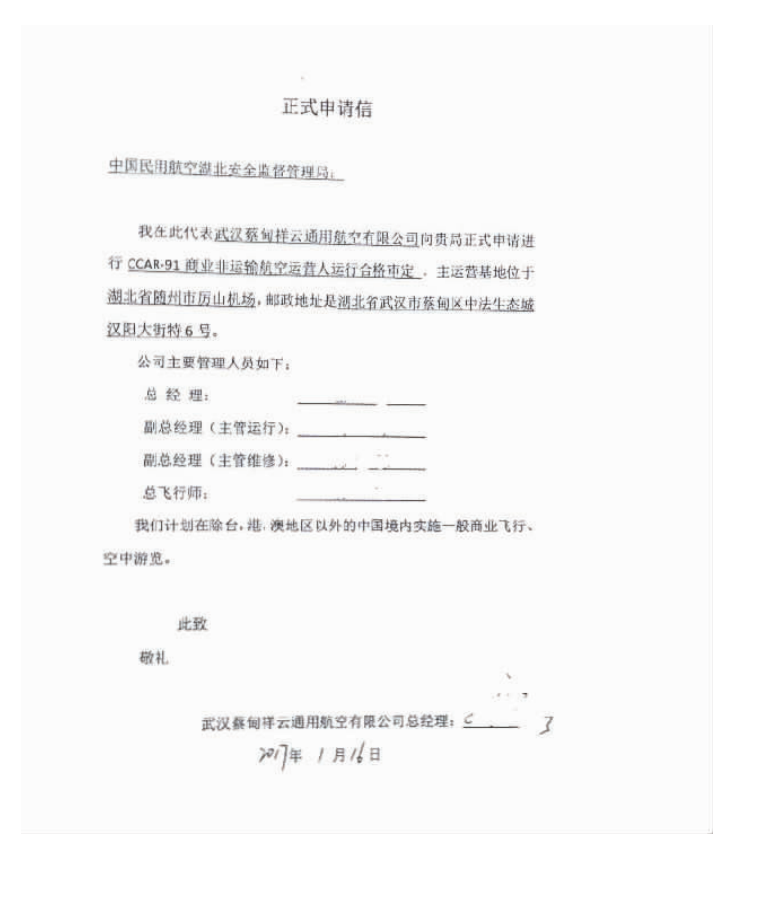 正式申请信
中国民用航空湖北安全监督管理局:
我在此代表武汉蔡甸祥云通用航空有限公司向贵局正式申请进
行 CCAR-91 商业非运输航空运营人运行合格审定 . 主运营基地位于
湖北省随州市厉山机场, 邮政地址是湖北省武汉市蔡甸区中法生态城
汉阳大街特 6 号。
公司主要管理人员如下:
总 经 理:
副总经理(主管运行):
副总经理(主管维修):
总飞行师:
我们计划在除台, 港, 澳地区以外的中国境内实施一般商业飞行、
空中游览。
此致
敬礼
武汉蔡甸祥云通用航空有限公司总经理:
2017年 1 月 16 日